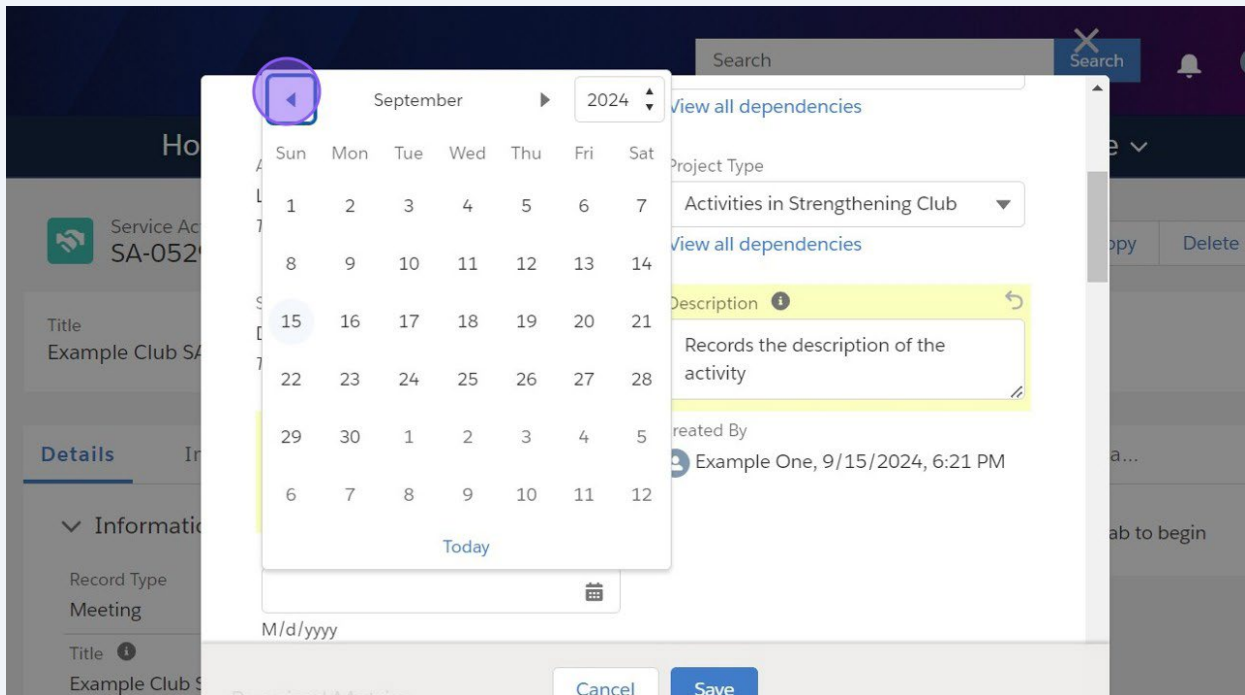 Search
Search
Service Ac
SA-052
Title
Example Club SA
Details
Informatic
Record Type
Meeting
Title
Example Club S
September
2024
Sun Mon Tue Wed Thu Fri Sat
1 2 3 4 5 6 7
8 9 10 11 12 13 14
15 16 17 18 19 20 21
22 23 24 25 26 27 28
29 30 1 2 3 4 5
6 7 8 9 10 11 12
Today
M/d/yyyy
View all dependencies
Project Type
Activities in Strengthening Club
View all dependencies
Description
Records the description of the
activity
reated By
Example One, 9/15/2024, 6:21 PM
Cancel
Save
Ho
e
opy
Delete
a...
ab to begin